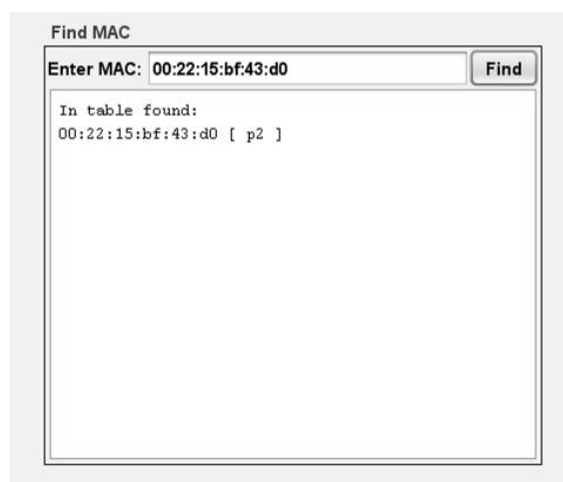 Find MAC
Enter MAC: 00:22:15:bf:43:d0 Find
In table found:
00:22:15:bf:43:d0 [ p2 ]